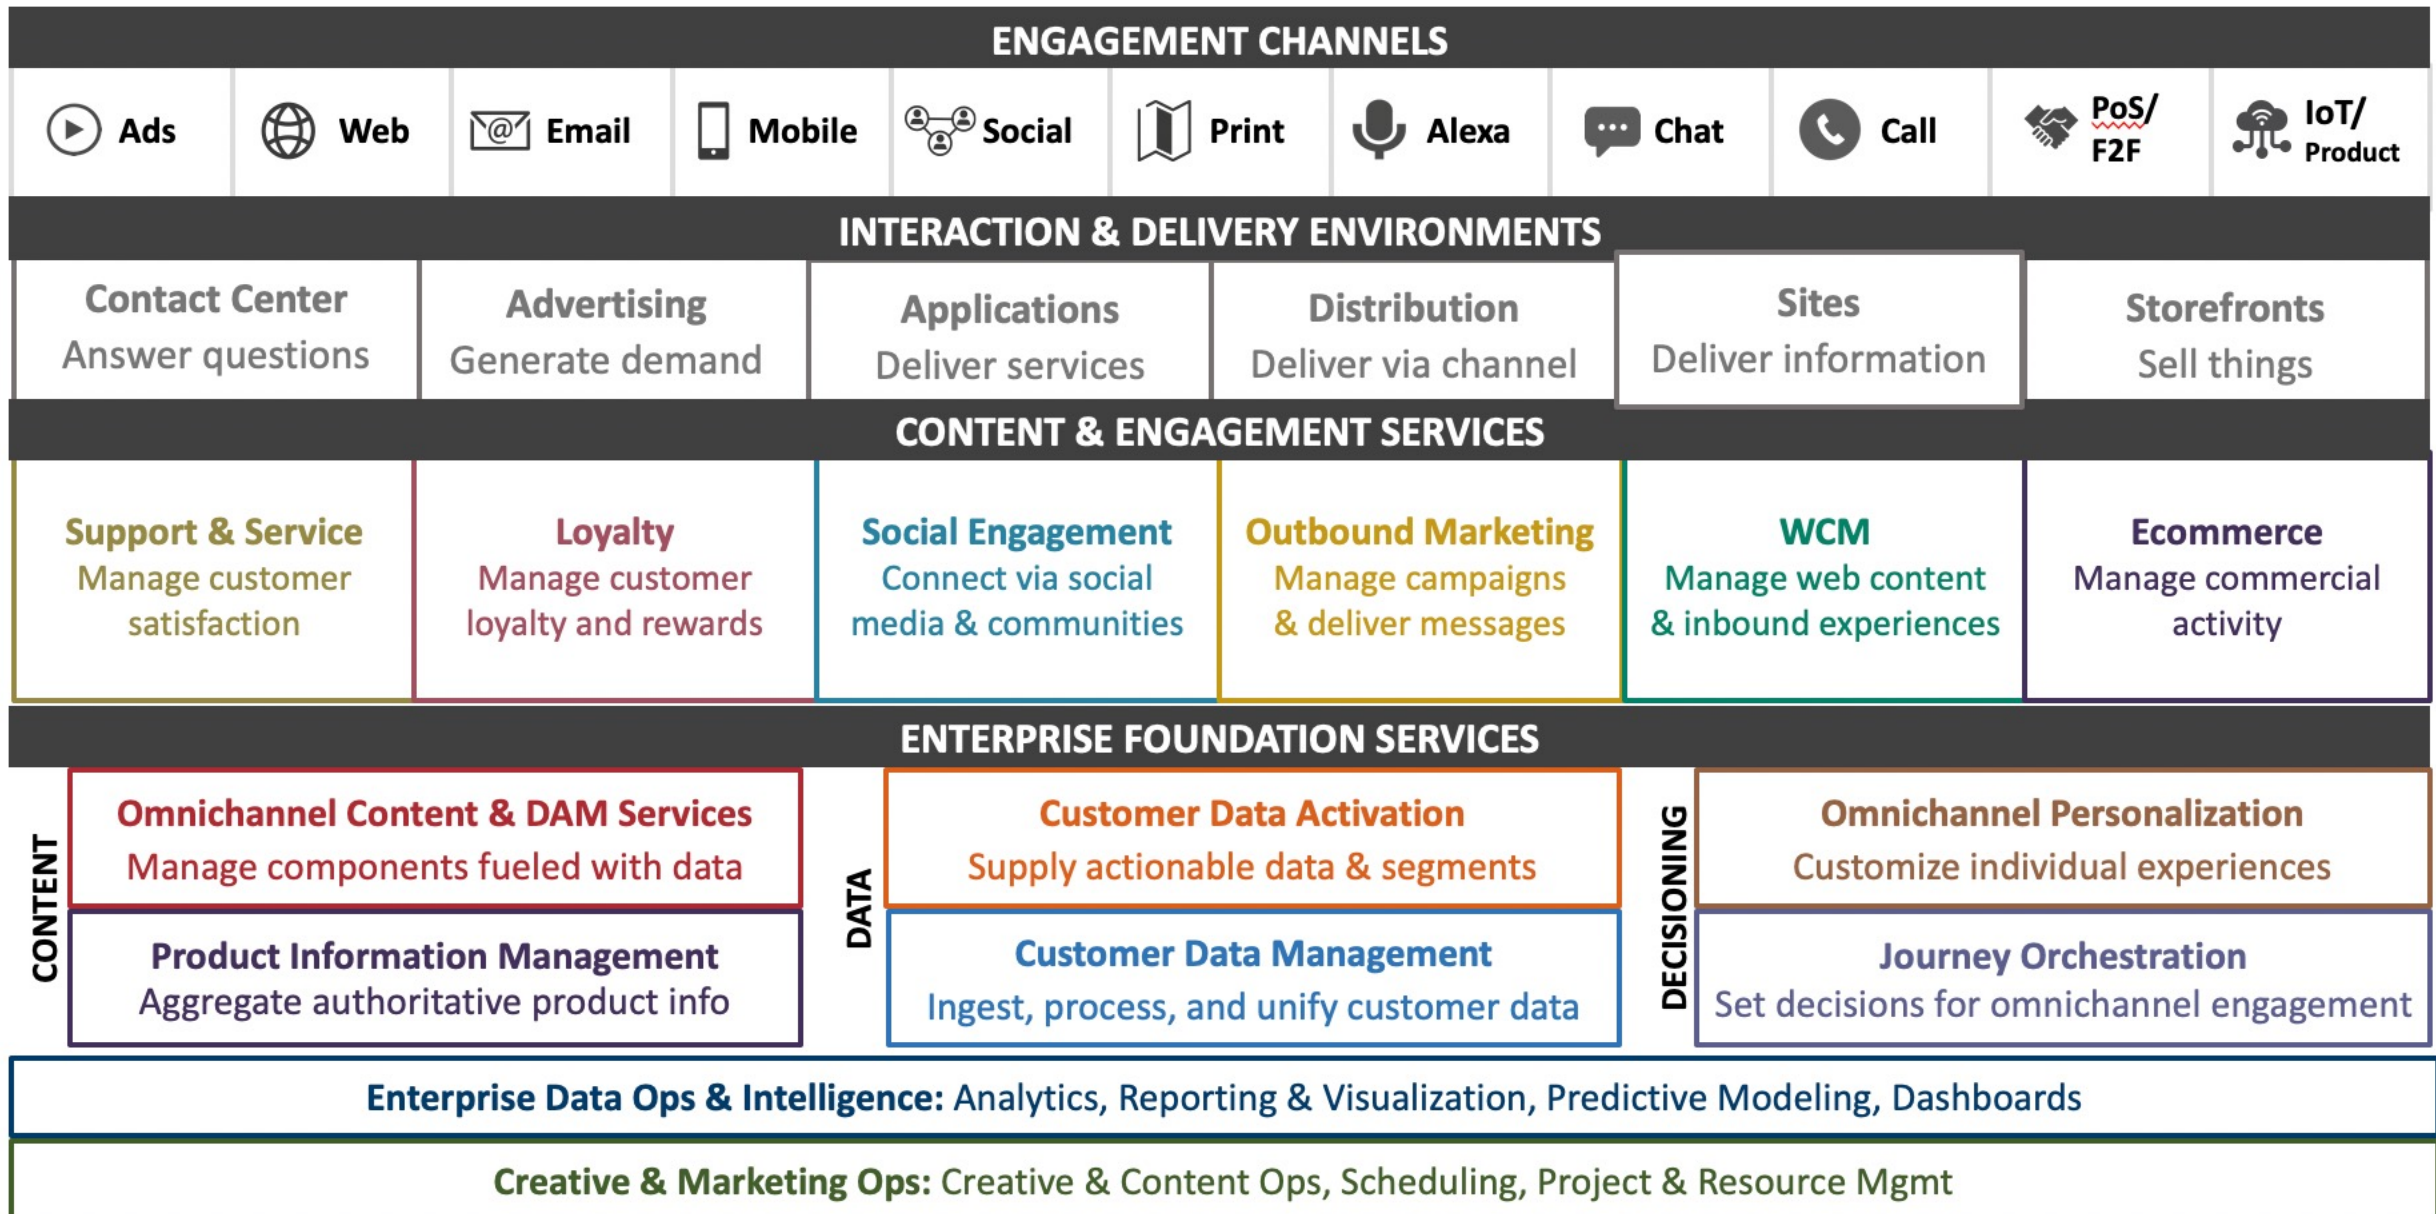 ENGAGEMENT CHANNELS
Ads
Web
Email
Mobile
Social
Print
Alexa
Chat
Call
PoS/
F2F
IoT/
Product
INTERACTION & DELIVERY ENVIRONMENTS
Contact Center
Answer questions
Advertising
Generate demand
Applications
Deliver services
Distribution
Deliver via channel
Sites
Deliver information
Storefronts
Sell things
CONTENT & ENGAGEMENT SERVICES
Support & Service
Manage customer
satisfaction
Loyalty
Manage customer
loyalty and rewards
Social Engagement
Connect via social
media & communities
Outbound Marketing
Manage campaigns
& deliver messages
WCM
Manage web content
& inbound experiences
Ecommerce
Manage commercial
activity
ENTERPRISE FOUNDATION SERVICES
CONTENT
Omnichannel Content & DAM Services
Manage components fueled with data
Product Information Management
Aggregate authoritative product info
DATA
Customer Data Activation
Supply actionable data & segments
Customer Data Management
Ingest, process, and unify customer data
DECISIONING
Omnichannel Personalization
Customize individual experiences
Journey Orchestration
Set decisions for omnichannel engagement
Enterprise Data Ops & Intelligence: Analytics, Reporting & Visualization, Predictive Modeling, Dashboards
Creative & Marketing Ops: Creative & Content Ops, Scheduling, Project & Resource Mgmt